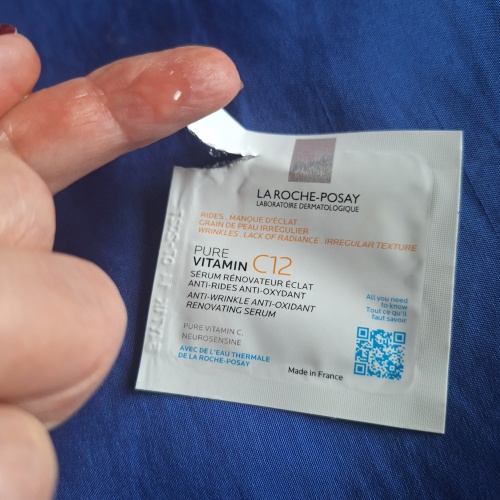 LA ROCHE-POSAY
LABORATOIRE DERMATOLOGIQUE
RIDES . MANQUE D'ÉCLAT
GRAIN DE PEAU IRRÉGULIER
WRINKLES . LACK OF RADIANCE . IRREGULAR TEXTURE
PURE
VITAMIN C12
SÉRUM RÉNOVATEUR ÉCLAT
ANTI-RIDES ANTI-OXYDANT
ANTI-WRINKLE ANTI-OXIDANT
RENOVATING SERUM
PURE VITAMIN C.
NEUROSENSINE
AVEC DE L'EAU THERMALE
DE LA ROCHE-POSAY
All you need
to know
Tout ce qu'il
faut savoir
Made in France